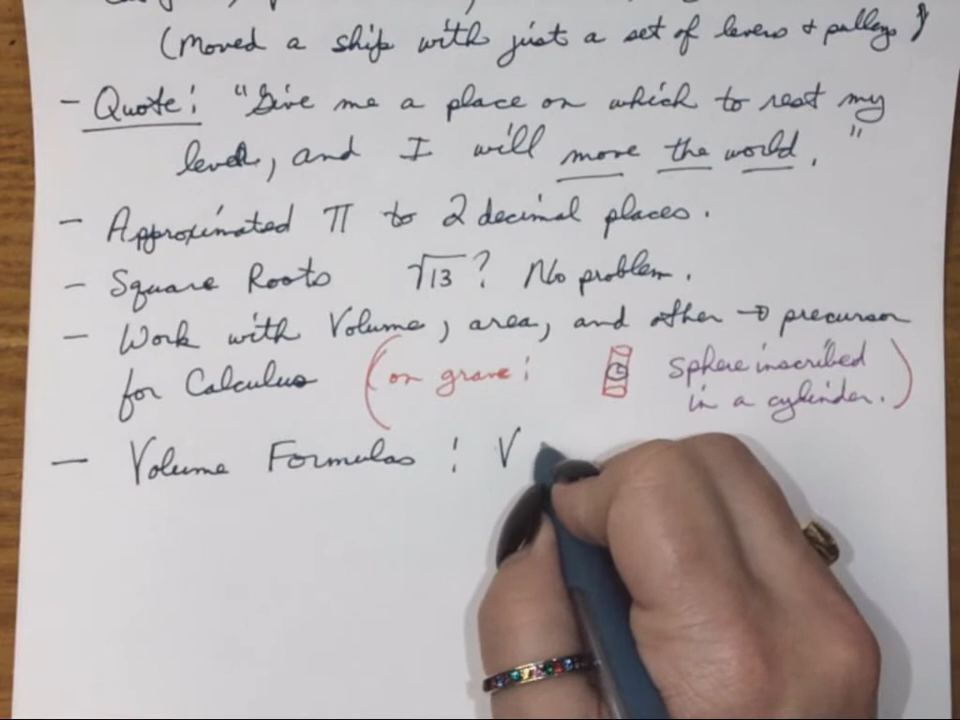 (Moved a ship with just a set of levers + pulleys)
- Quote: "Give me a place on which to rest my
lever, and I will move the world."
- Approximated π to 2 decimal places.
- Square Roots √13? No problem.
- Work with Volume, area, and other → precursor
for Calculus (on grave: sphere inscribed
in a cylinder.)
- Volume Formulas: V